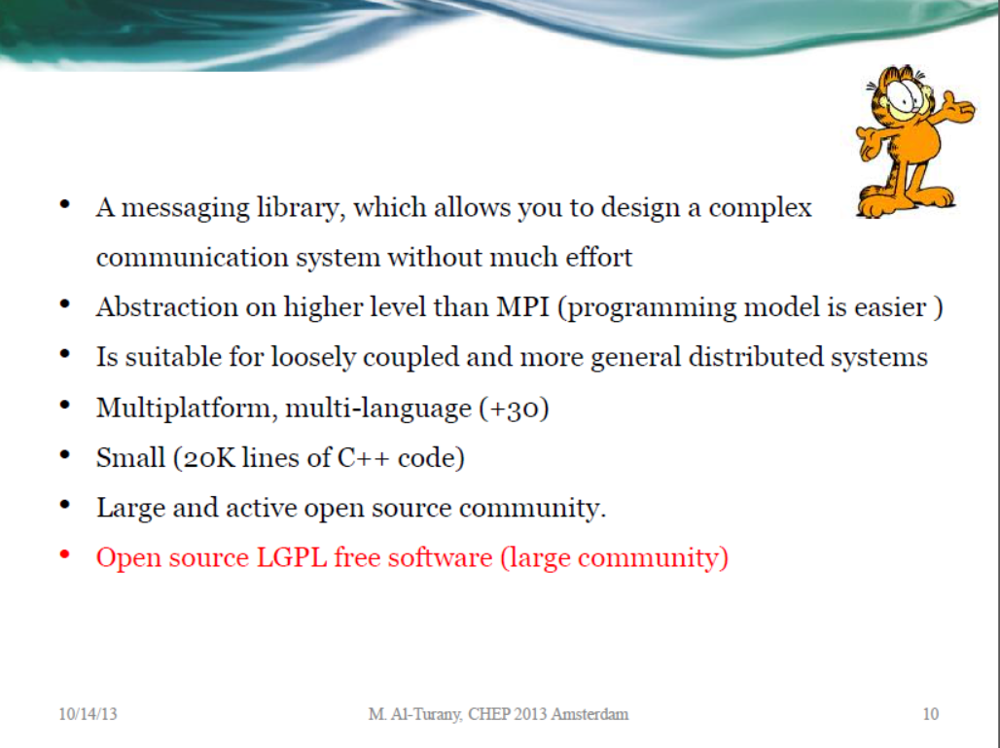 • A messaging library, which allows you to design a complex
communication system without much effort
• Abstraction on higher level than MPI (programming model is easier )
• Is suitable for loosely coupled and more general distributed systems
• Multiplatform, multi-language (+30)
• Small (20K lines of C++ code)
• Large and active open source community.
• Open source LGPL free software (large community)
10/14/13 M. Al-Turany, CHEP 2013 Amsterdam 10